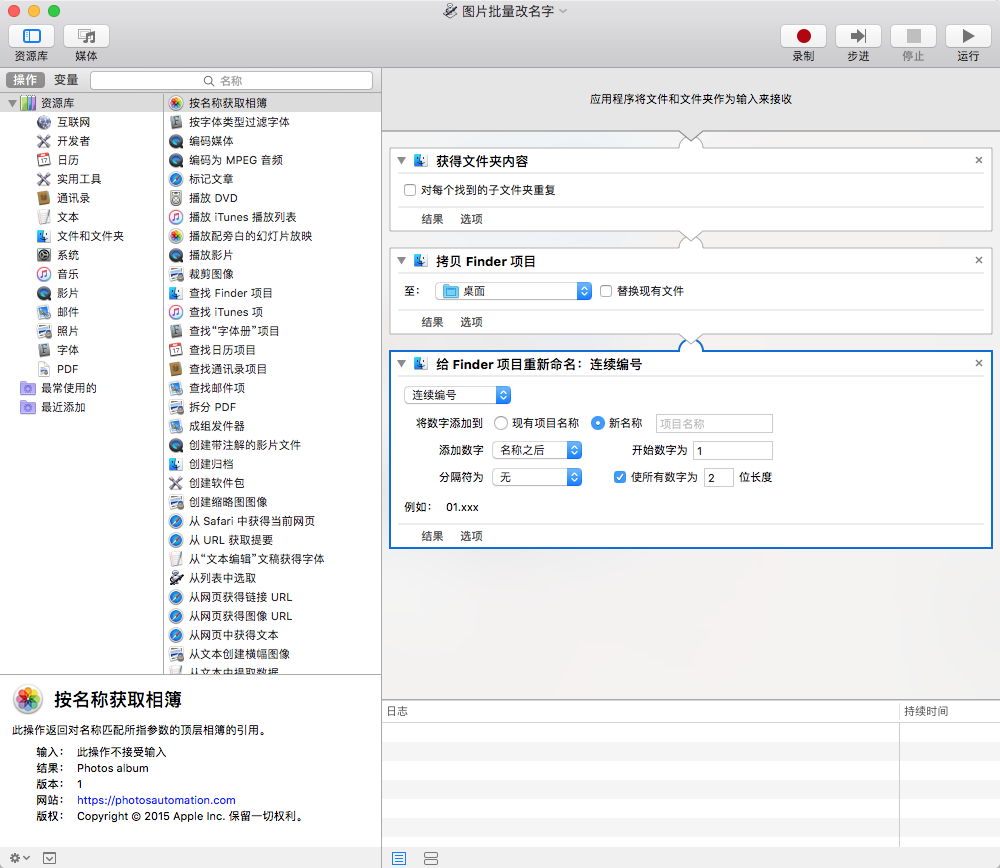 图片批量改名字
资源库
媒体
录制
步进
停止
运行
操作
变量
名称
资源库
互联网
开发者
日历
实用工具
通讯录
文本
文件和文件夹
系统
音乐
影片
邮件
照片
字体
PDF
最常使用的
最近添加
按名称获取相簿
按字体类型过滤字体
编码媒体
编码为 MPEG 音频
标记文章
播放 DVD
播放 iTunes 播放列表
播放配旁白的幻灯片放映
播放影片
裁剪图像
查找 Finder 项目
查找 iTunes 项
查找“字体册”项目
查找日历项目
查找通讯录项目
查找邮件项
拆分 PDF
成组发件器
创建带注解的影片文件
创建归档
创建软件包
创建缩略图图像
从 Safari 中获得当前网页
从 URL 获取提要
从“文本编辑”文稿获得字体
从列表中选取
从网页获得链接 URL
从网页获得图像 URL
从网页中获得文本
从文本创建横幅图像
从文本中提取数据
按名称获取相簿
此操作返回对名称匹配所指参数的顶层相簿的引用。
输入: 此操作不接受输入
结果: Photos album
版本: 1
网站: https://photosautomation.com
版权: Copyright © 2015 Apple Inc. 保留一切权利。
应用程序将文件和文件夹作为输入来接收
获得文件夹内容
对每个找到的子文件夹重复
结果 选项
拷贝 Finder 项目
至: 桌面 替换现有文件
结果 选项
给 Finder 项目重新命名：连续编号
连续编号
将数字添加到 现有项目名称 新名称 项目名称
添加数字 名称之后 开始数字为 1
分隔符为 无 使所有数字为 2 位长度
例如: 01.xxx
结果 选项
日志 持续时间